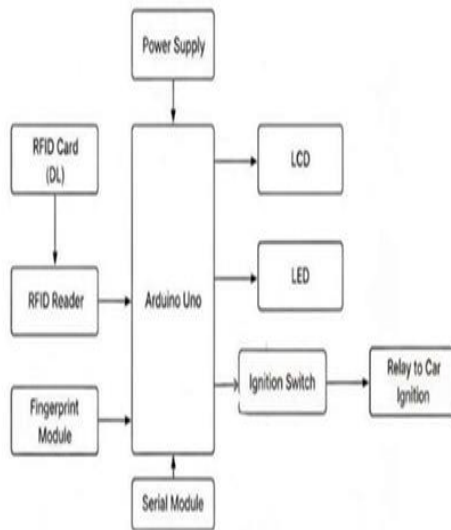 Power Supply
RFID Card
(DL)
LCD
RFID Reader
Arduino Uno
LED
Ignition Switch
Relay to Car
Ignition
Fingerprint
Module
Serial Module